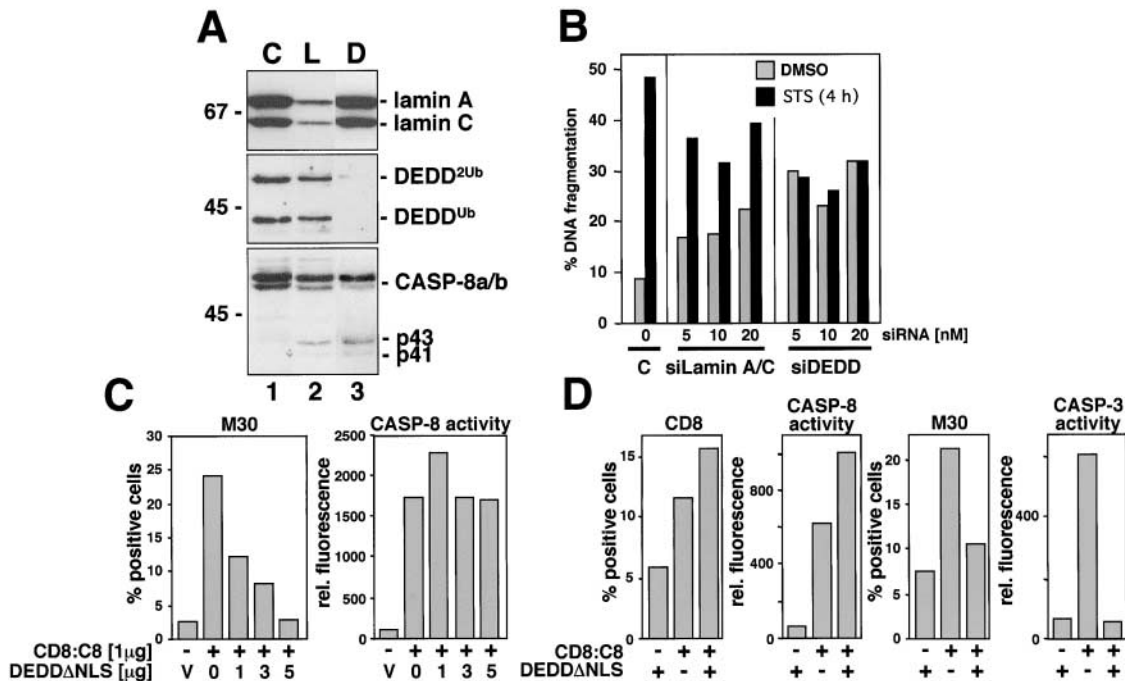 A
C L D
67 -
- lamin A
- lamin C
45 -
- DEDD2Ub
- DEDDUb
45 -
- CASP-8a/b
- p43
- p41
1 2 3
B
% DNA fragmentation
50
40
30
20
10
0
DMSO
STS (4 h)
0 5 10 20 5 10 20 siRNA [nM]
C siLamin A/C siDEDD
C
M30
% positive cells
30
25
20
15
10
5
0
CASP-8 activity
rel. fluorescence
2500
2000
1500
1000
500
0
CD8:C8 [1μg] - + + + + - + + + +
DEDDΔNLS [μg] V 0 1 3 5 V 0 1 3 5
D
CD8
% positive cells
15
10
5
0
CASP-8
activity
rel. fluorescence
800
400
0
M30
% positive cells
20
15
10
5
0
CASP-3
activity
rel. fluorescence
400
0
CD8:C8 - + + - + + - + + - + +
DEDDΔNLS + - + + - + + - + + - +